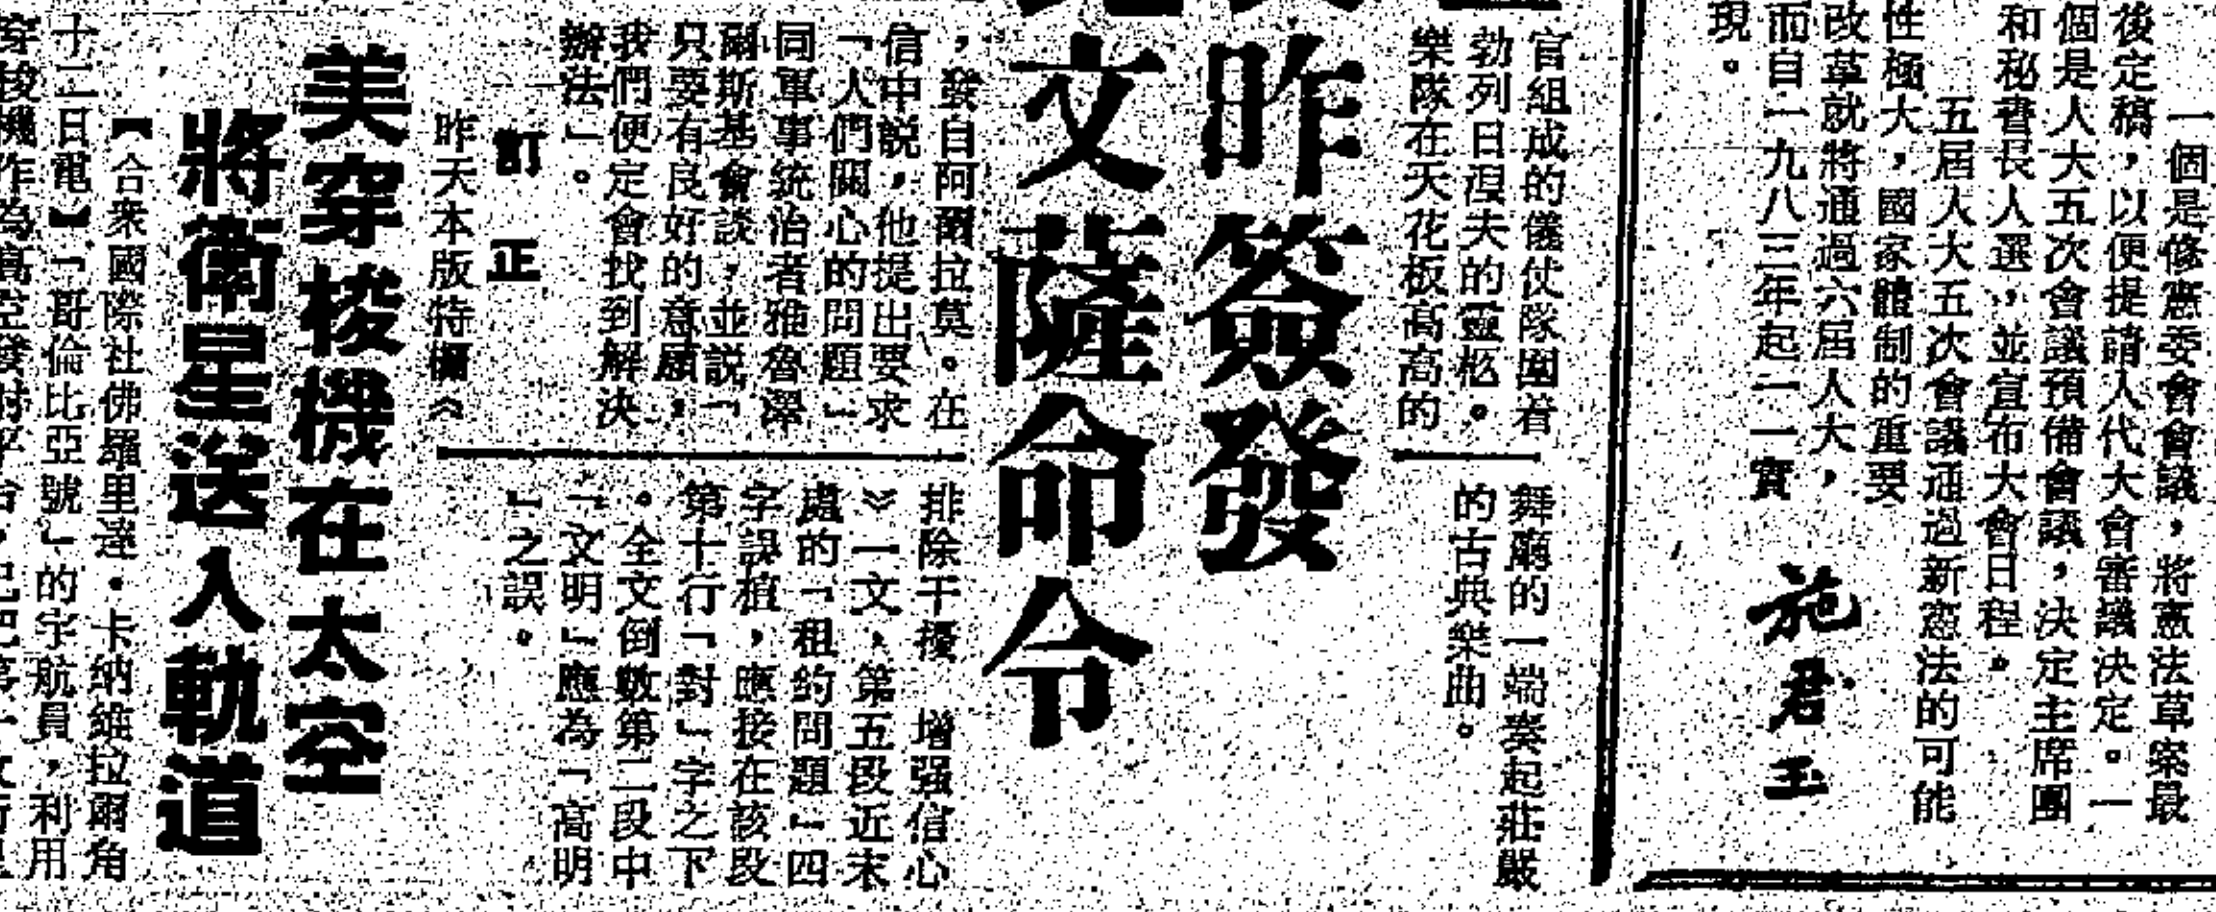 一個是修憲委會會議，將憲法草案最
後定稿，以便提請人代大會審議決定。一
個是人大五次會議預備會議，決定主席團
和秘書長人選，並宣布大會日程。
五屆人大五次會議通過新憲法的可能
性極大，國家體制的重要
改革就將通過六屆人大，
而自一九八三年起一一實
現。
施君玉
官組成的儀仗隊圍着
勃列日湼夫的靈柩。
樂隊在天花板高高的
舞廳的一端奏起莊嚴
的古典樂曲。
昨簽發
文薩命令
，發自阿爾拉莫。在
信中説，他提出要求
「人們關心的問題」
同軍事統治者雅魯澤
爾斯基會談，並説「
只要有良好的意願，
我們便定會找到解决
辦法」。
訂正
昨天本版特欄《
排除干擾　增强信心
》一文，第五段近末
處的「租約問題」四
字誤植，應接在該段
第十行「對」字之下
。全文倒數第二段中
「文明」應為「高明
」之誤。
美穿梭機在太空
將衛星送入軌道
【合衆國際社佛羅里達・卡納維拉爾角
十二日電】「哥倫比亞號」的宇航員，利用